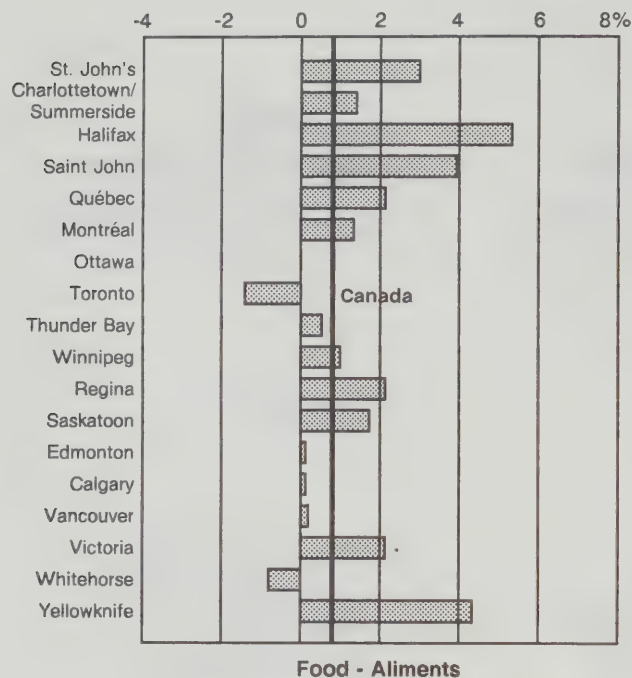 -4 -2 0 2 4 6 8%
St. John's
Charlottetown/
Summerside
Halifax
Saint John
Québec
Montréal
Ottawa
Toronto
Canada
Thunder Bay
Winnipeg
Regina
Saskatoon
Edmonton
Calgary
Vancouver
Victoria
Whitehorse
Yellowknife
Food - Aliments